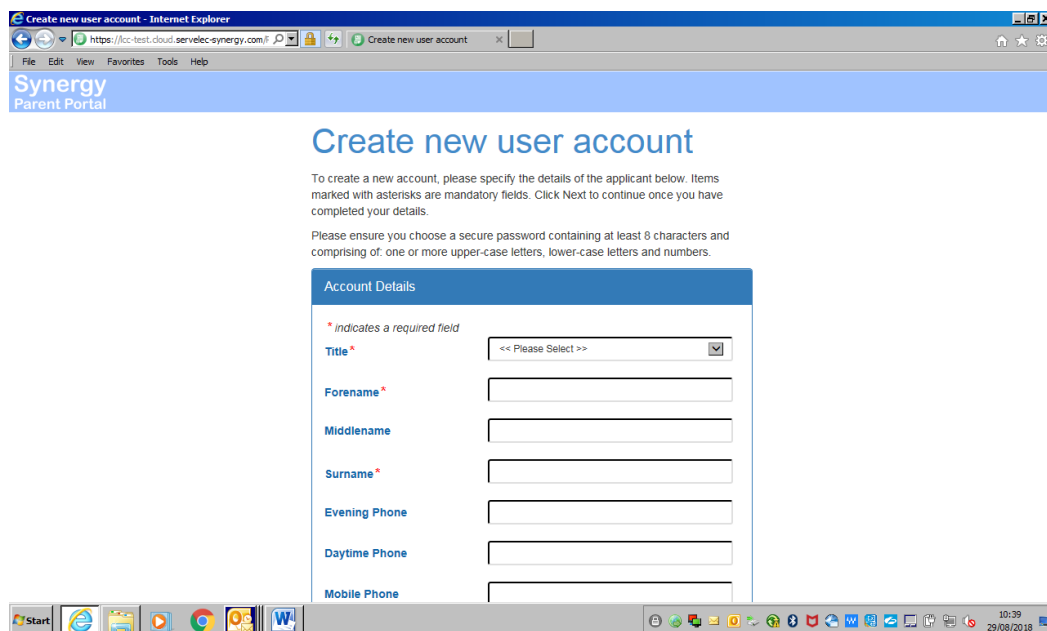 Create new user account - Internet Explorer
https://lcc-test.cloud.servelec-synergy.com/F
Create new user account
File Edit View Favorites Tools Help
Synergy
Parent Portal
Create new user account
To create a new account, please specify the details of the applicant below. Items
marked with asterisks are mandatory fields. Click Next to continue once you have
completed your details.
Please ensure you choose a secure password containing at least 8 characters and
comprising of: one or more upper-case letters, lower-case letters and numbers.
Account Details
* indicates a required field
Title* << Please Select >>
Forename*
Middlename
Surname*
Evening Phone
Daytime Phone
Mobile Phone
Start
10:39
29/08/2018